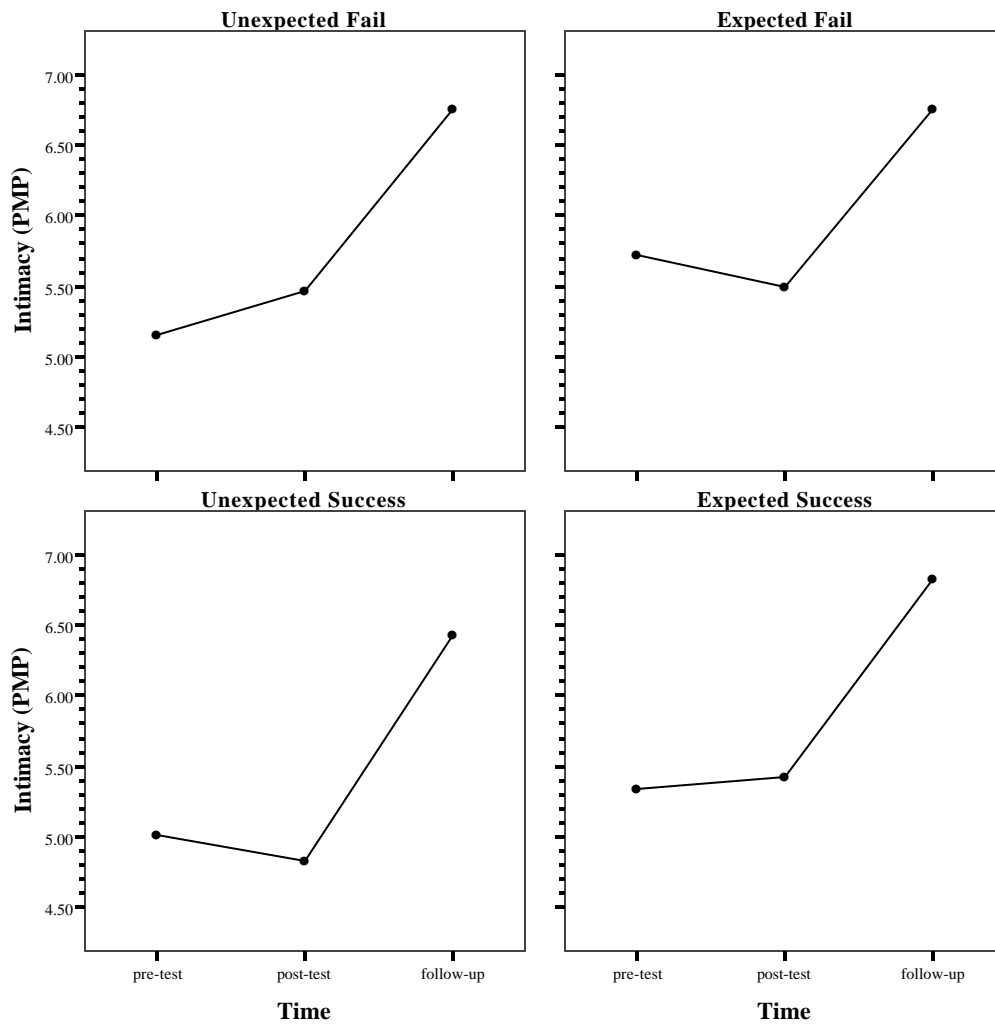 Unexpected Fail
Expected Fail
7.00
6.50
6.00
5.50
5.00
4.50
Intimacy (PMP)
Unexpected Success
Expected Success
7.00
6.50
6.00
5.50
5.00
4.50
Intimacy (PMP)
pre-test post-test follow-up
pre-test post-test follow-up
Time
Time